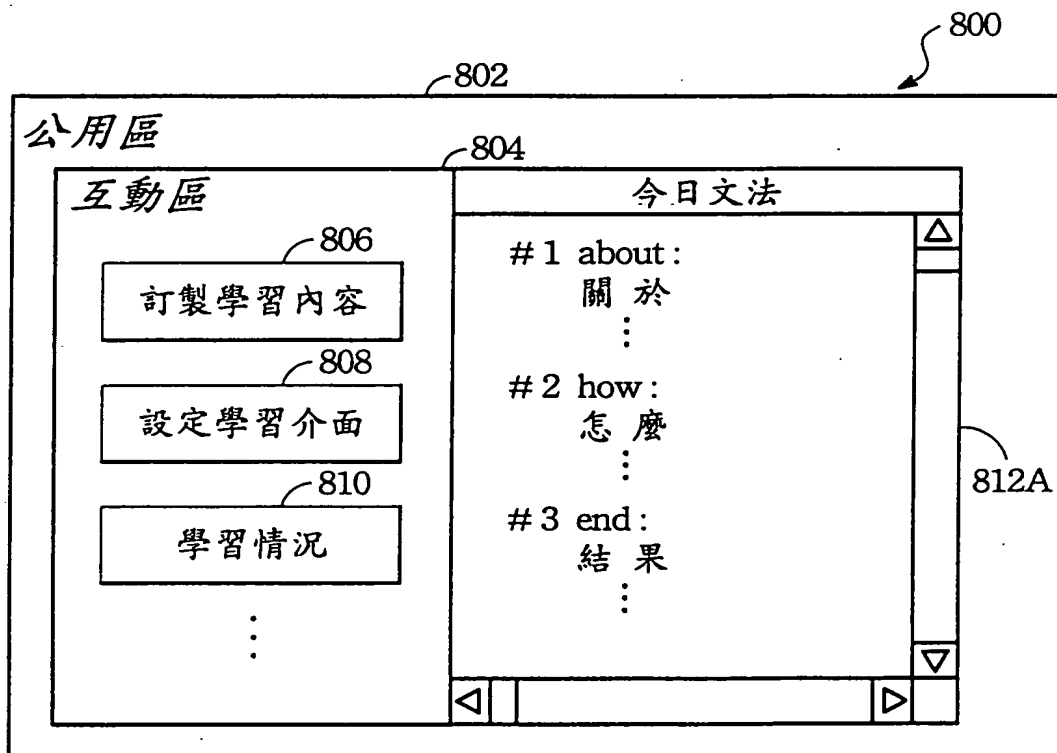 800
802
公用區
804
互動區
今日文法
806
訂製學習內容
808
設定學習介面
810
學習情況
#1 about:
關於
#2 how:
怎麼
#3 end:
結果
812A